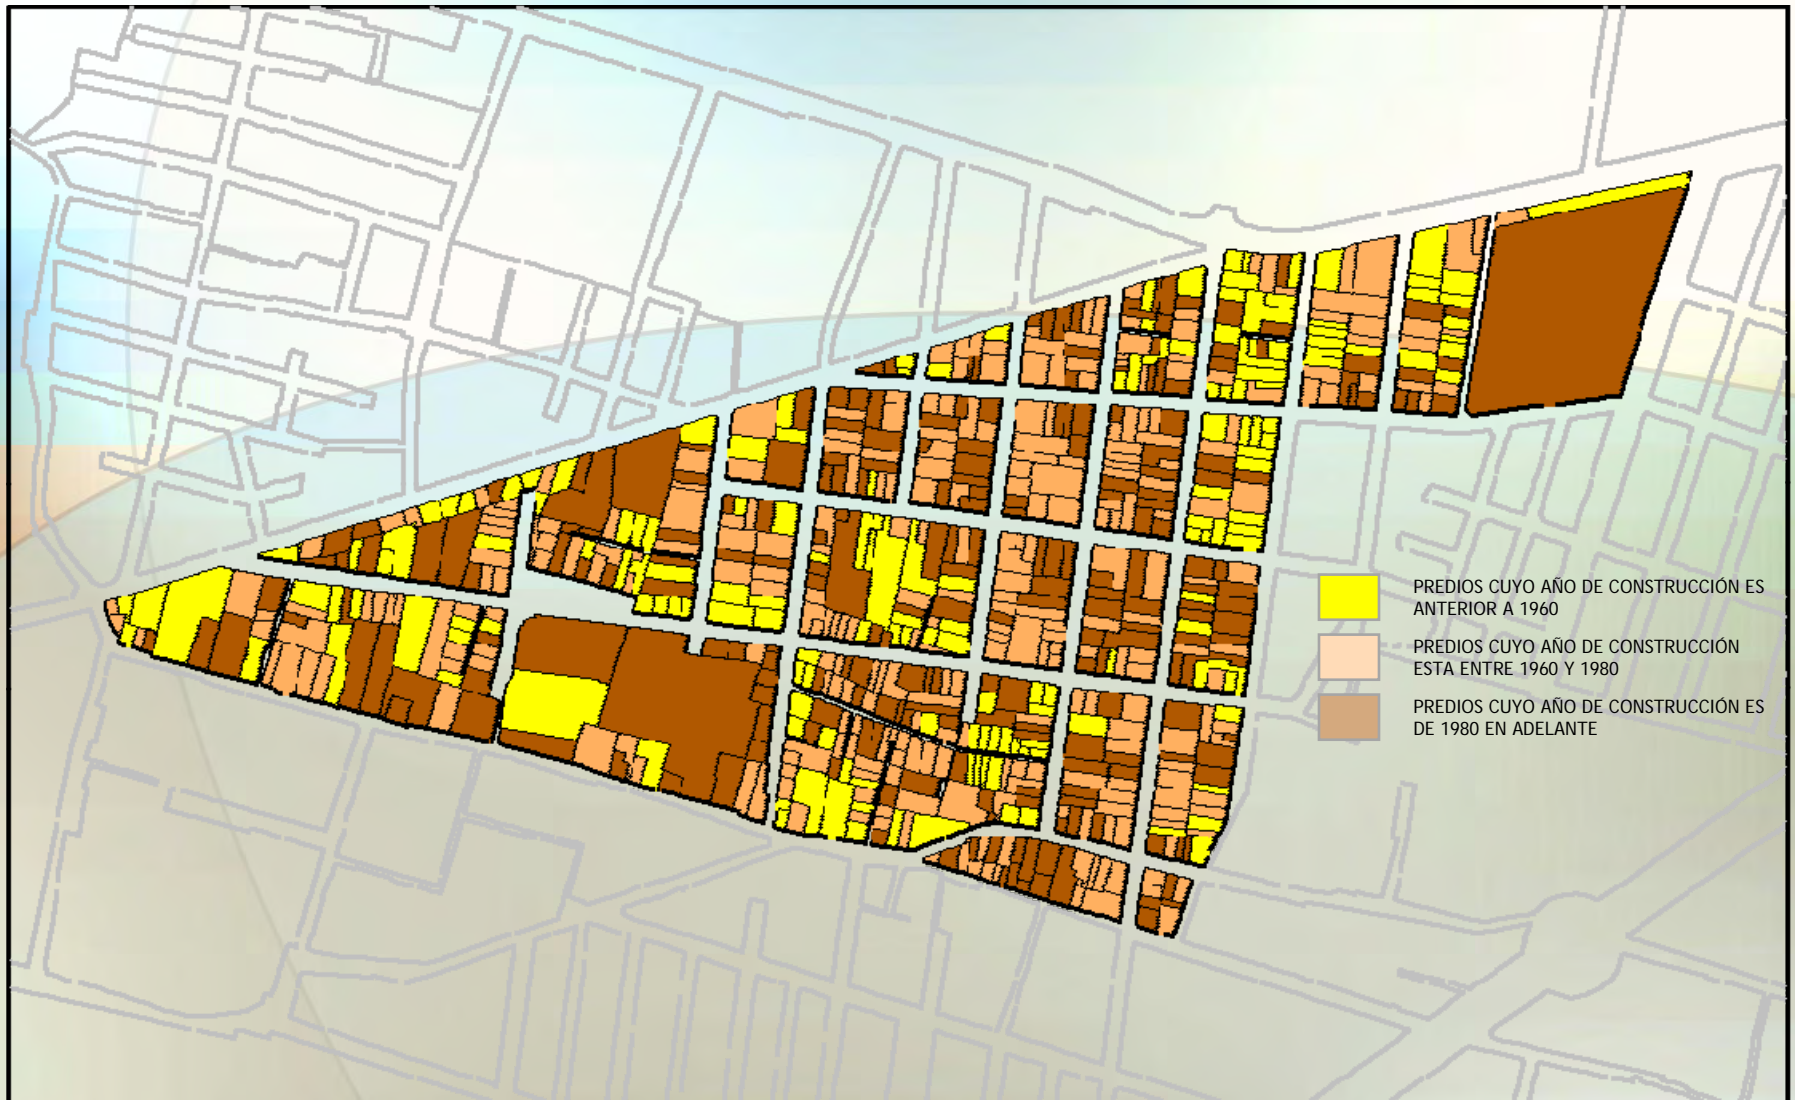 PREDIOS CUYO AÑO DE CONSTRUCCIÓN ES
ANTERIOR A 1960
PREDIOS CUYO AÑO DE CONSTRUCCIÓN
ESTA ENTRE 1960 Y 1980
PREDIOS CUYO AÑO DE CONSTRUCCIÓN ES
DE 1980 EN ADELANTE